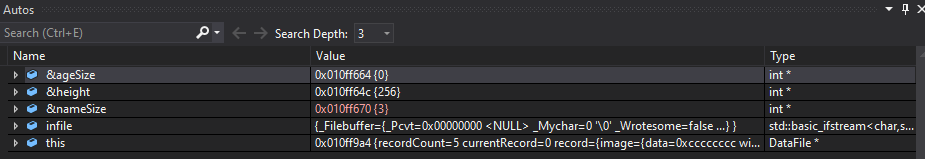 Autos
Search (Ctrl+E) Search Depth: 3
Name Value Type
&ageSize 0x010ff664 {0} int *
&height 0x010ff64c {256} int *
&nameSize 0x010ff670 {3} int *
infile {_Filebuffer={_Pcvt=0x00000000 <NULL> _Mychar=0 '\0' _Wrotesome=false ...} } std::basic_ifstream<char,s...
this 0x010ff9a4 {recordCount=5 currentRecord=0 record={image={data=0xcccccccc wi... DataFile *